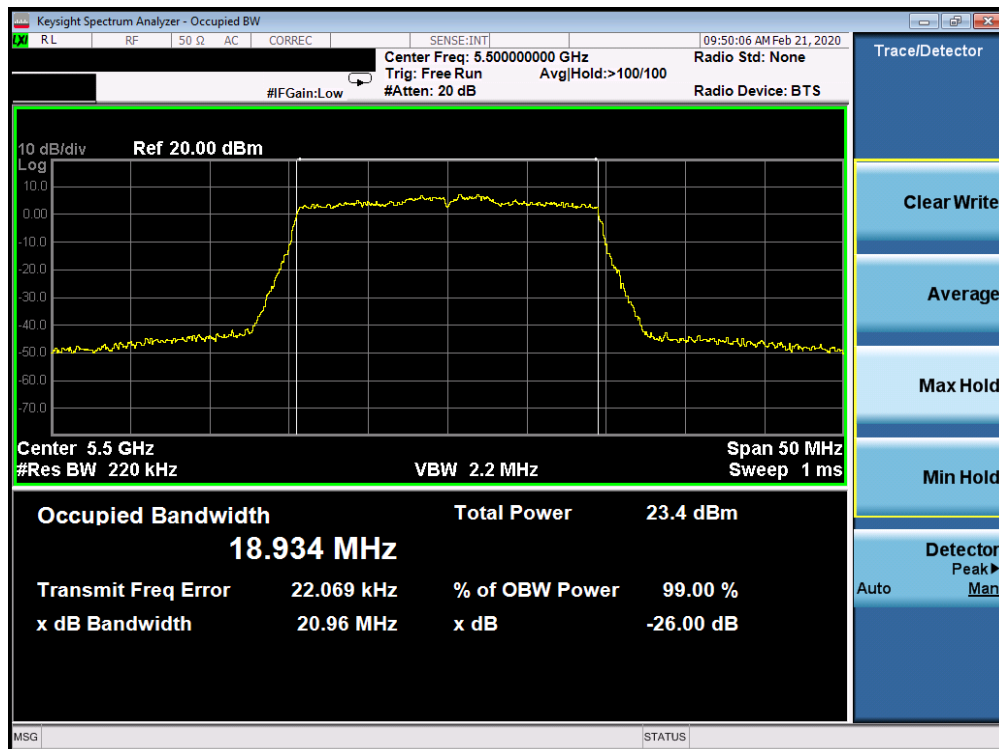 Keysight Spectrum Analyzer - Occupied BW
LXI RL RF 50 Ω AC CORREC SENSE:INT 09:50:06 AM Feb 21, 2020
Center Freq: 5.500000000 GHz Radio Std: None
Trig: Free Run Avg|Hold:>100/100
#IFGain:Low #Atten: 20 dB Radio Device: BTS
10 dB/div Ref 20.00 dBm
Log
10.0
0.00
-10.0
-20.0
-30.0
-40.0
-50.0
-60.0
-70.0
Center 5.5 GHz Span 50 MHz
#Res BW 220 kHz VBW 2.2 MHz Sweep 1 ms
Occupied Bandwidth Total Power 23.4 dBm
18.934 MHz
Transmit Freq Error 22.069 kHz % of OBW Power 99.00 %
x dB Bandwidth 20.96 MHz x dB -26.00 dB
MSG STATUS
Trace/Detector
Clear Write
Average
Max Hold
Min Hold
Detector
Peak▶
Auto Man